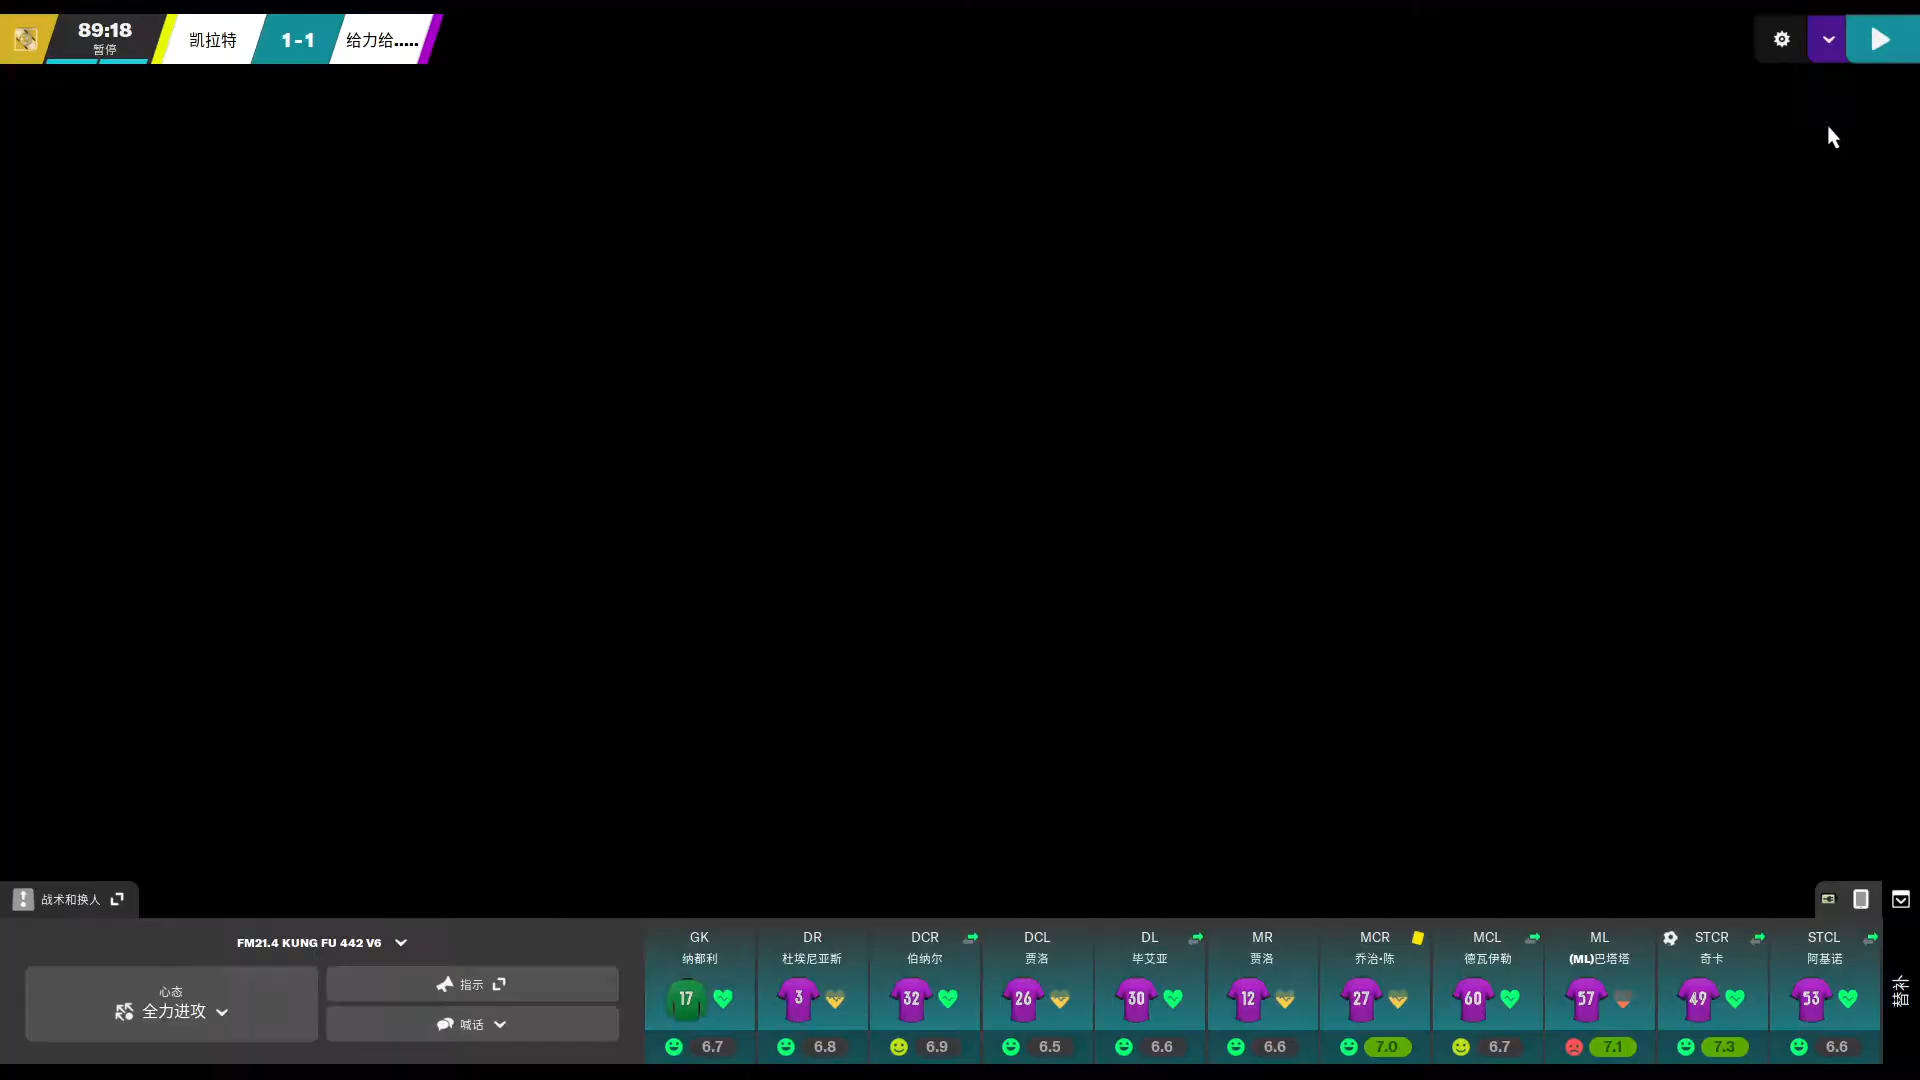 89:18
暂停
凯拉特
1-1
给力给.....
战术和换人
FM21.4 KUNG FU 442 V6
心态
全力进攻
指示
喊话
GK
纳都利
17
6.7
DR
杜埃尼亚斯
3
6.8
DCR
伯纳尔
32
6.9
DCL
贾洛
26
6.5
DL
毕艾亚
30
6.6
MR
贾洛
12
6.6
MCR
乔治·陈
27
7.0
MCL
德瓦伊勒
60
6.7
ML
(ML)巴塔塔
57
7.1
STCR
奇卡
49
7.3
STCL
阿基诺
53
6.6
替补